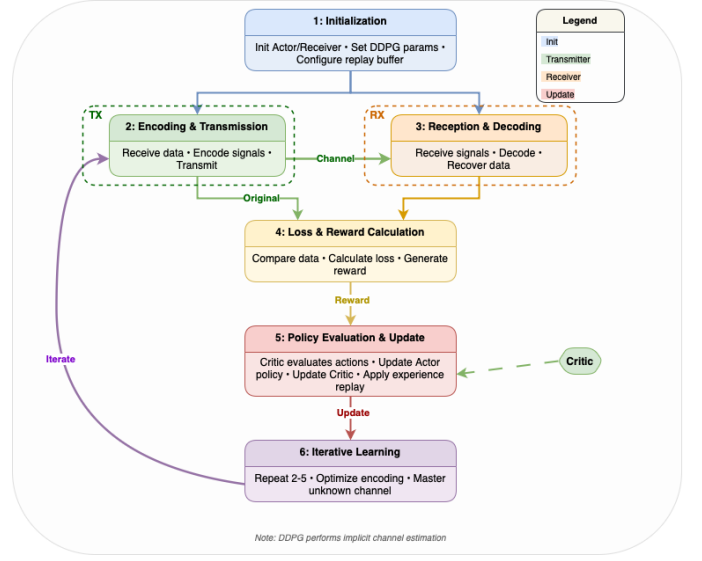 1: Initialization
Init Actor/Receiver • Set DDPG params •
Configure replay buffer
Legend
Init
Transmitter
Receiver
Update
TX
2: Encoding & Transmission
Receive data • Encode signals •
Transmit
Channel
RX
3: Reception & Decoding
Receive signals • Decode •
Recover data
Original
4: Loss & Reward Calculation
Compare data • Calculate loss • Generate
reward
Reward
5: Policy Evaluation & Update
Critic evaluates actions • Update Actor
policy • Update Critic • Apply experience
replay
Critic
Iterate
Update
6: Iterative Learning
Repeat 2-5 • Optimize encoding • Master
unknown channel
Note: DDPG performs implicit channel estimation